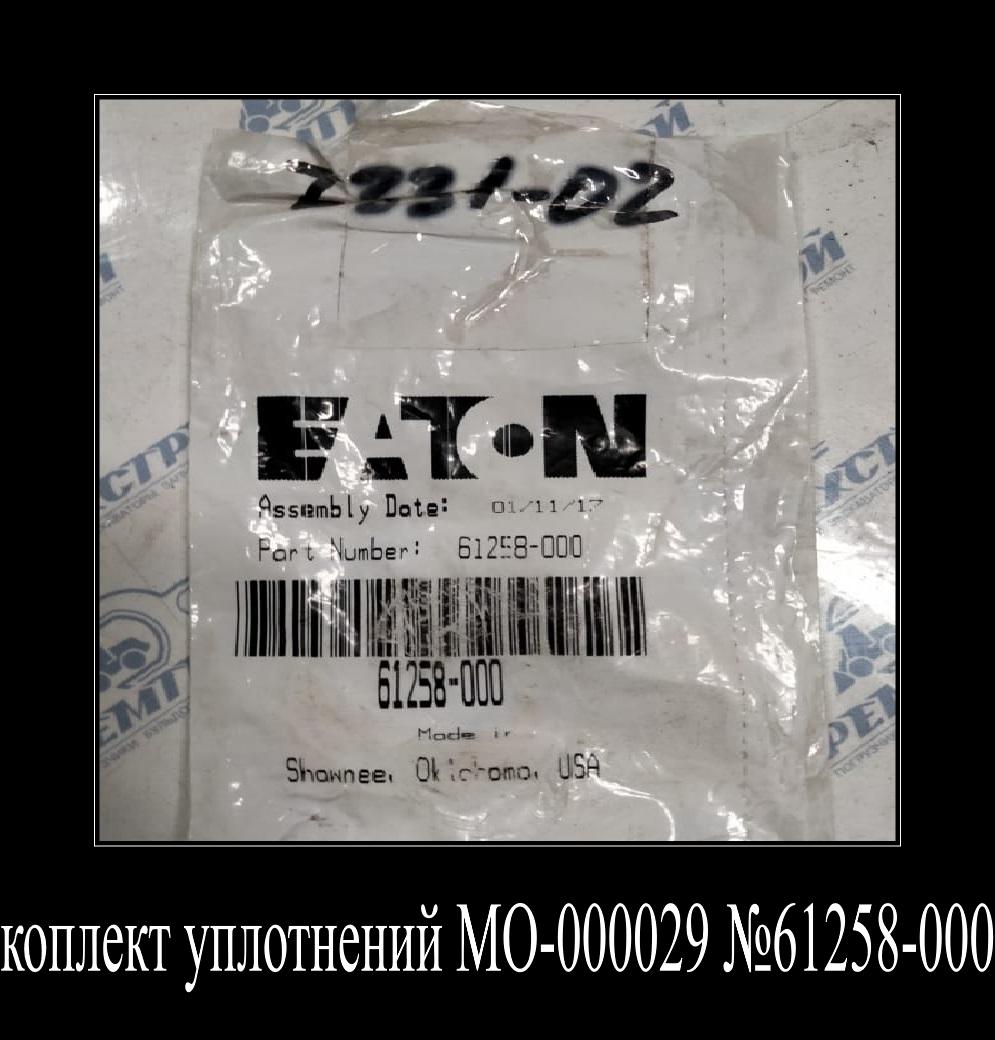 2231-02
EATON
Assembly Date: 01/11/17
Part Number: 61258-000
61258-000
Made in
Shawnee, Oklahoma, USA
коплект уплотнений МО-000029 №61258-000